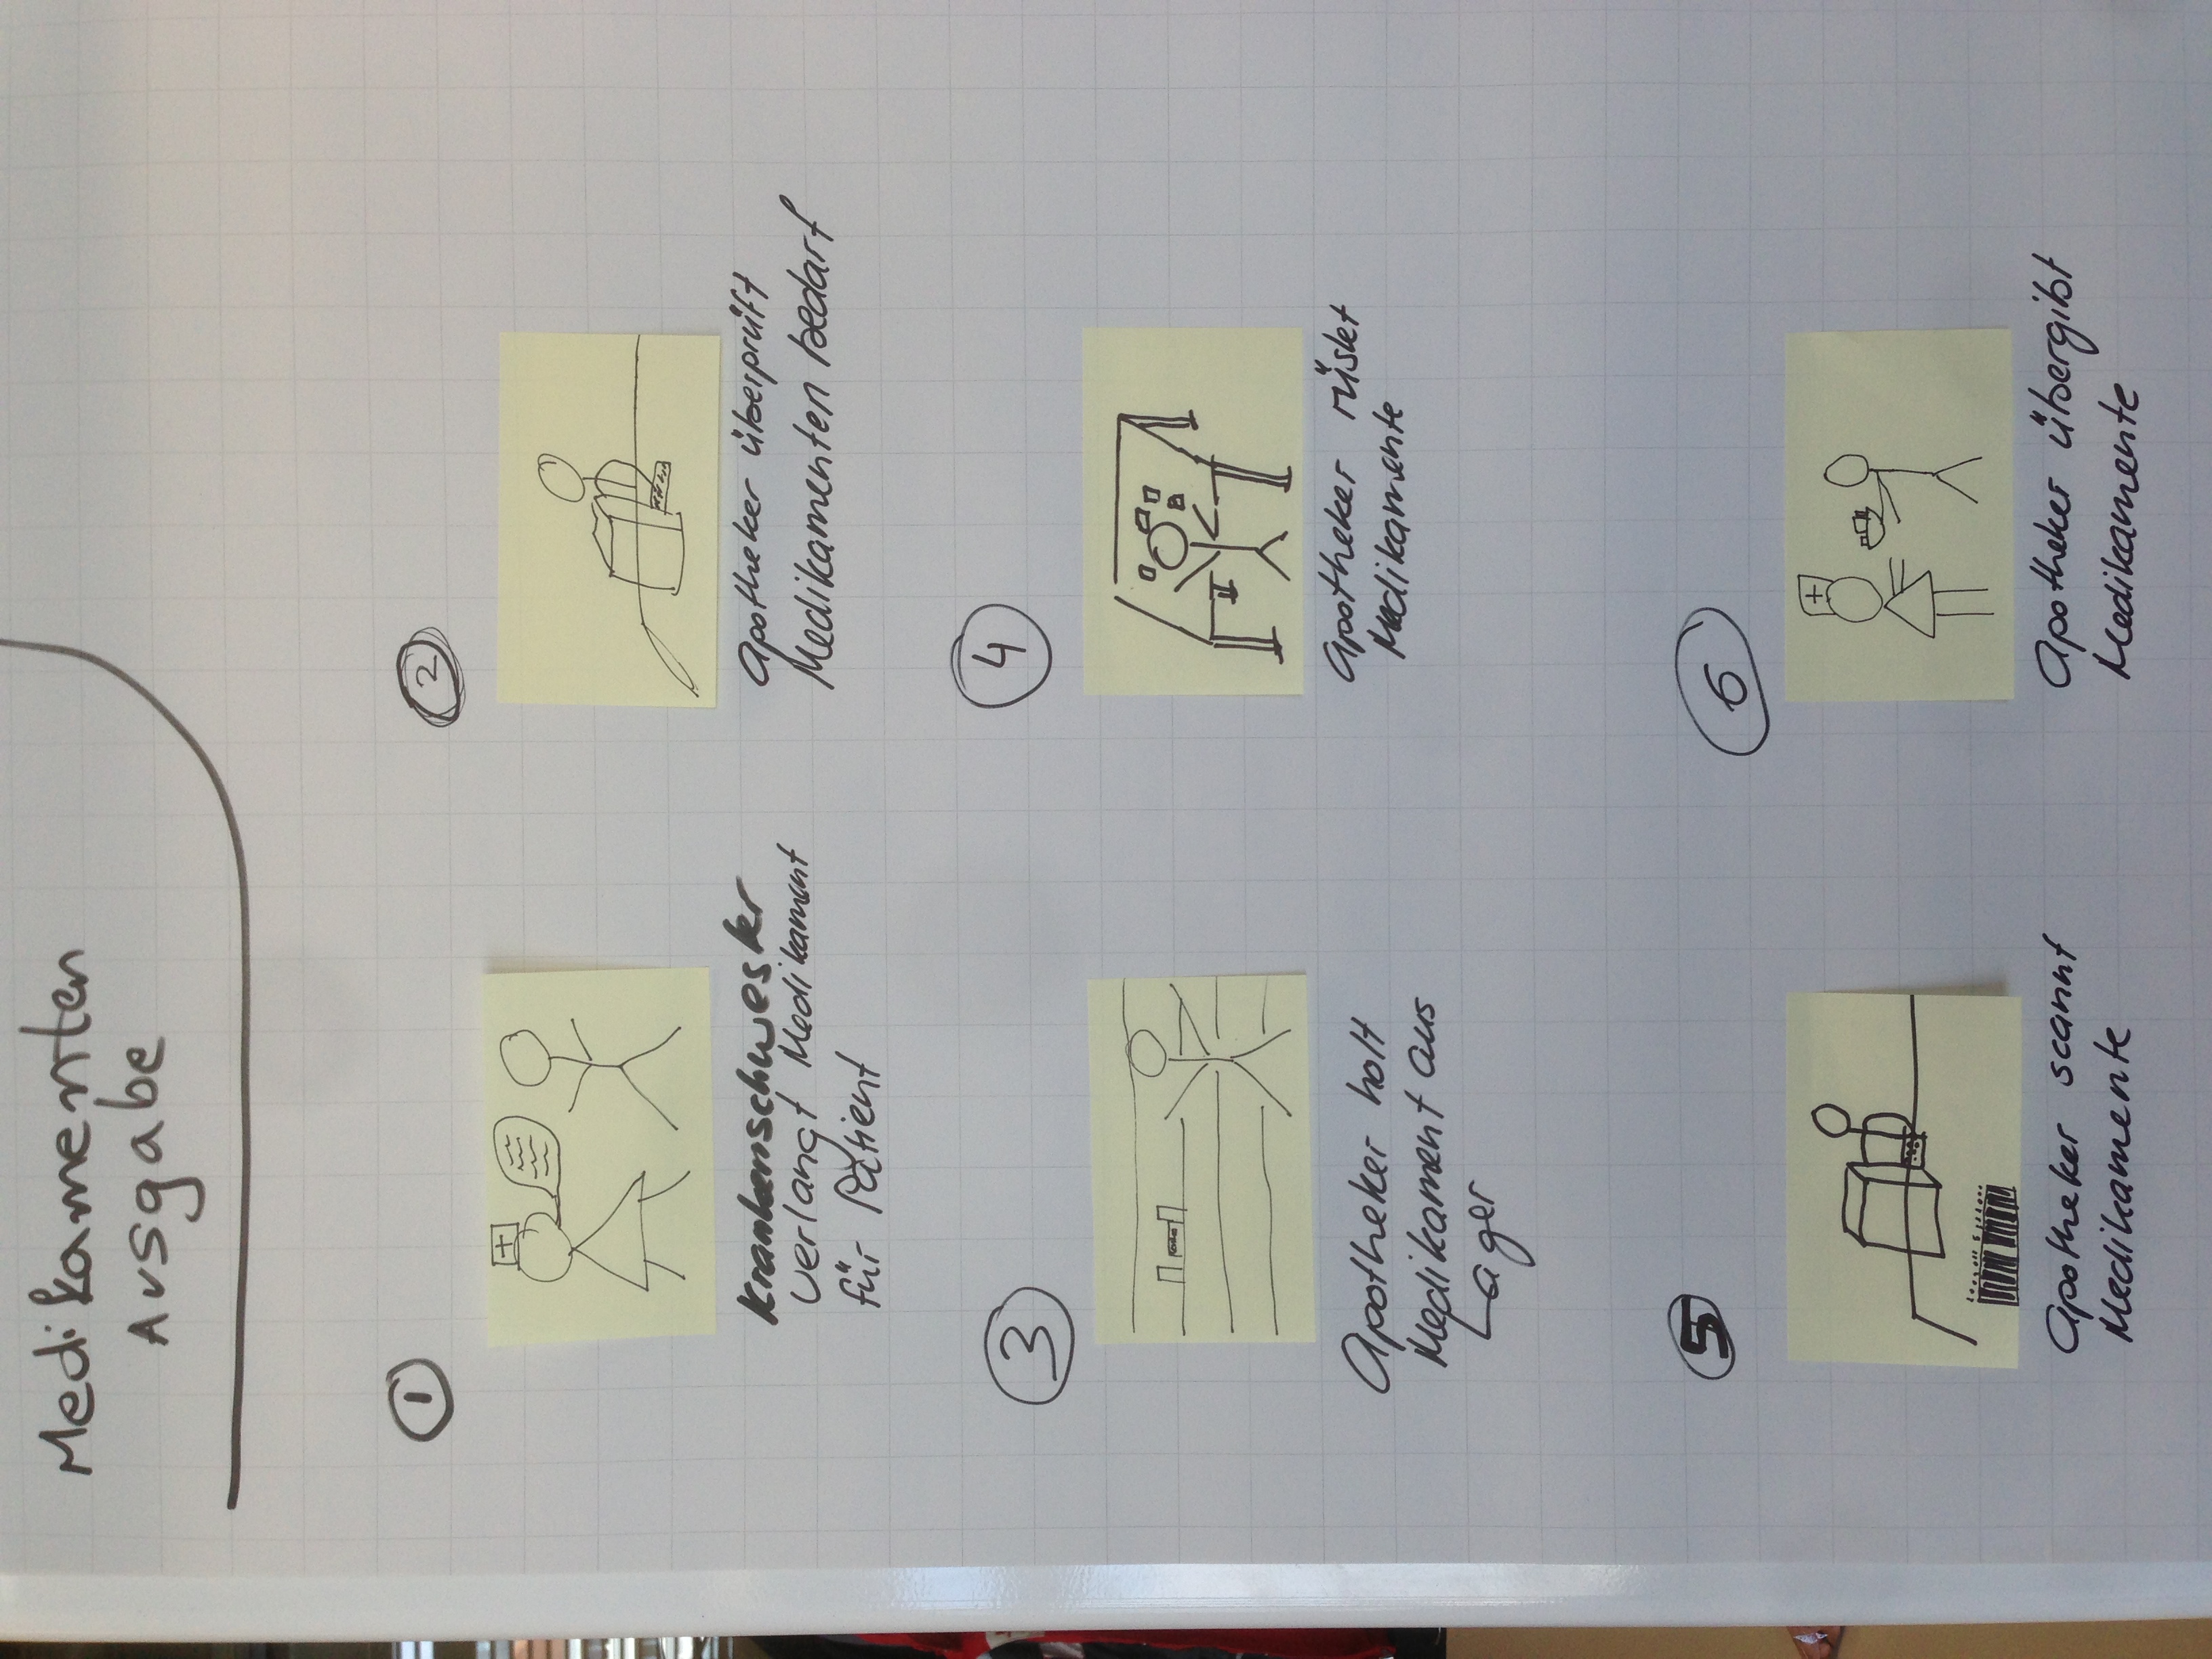 Medikamenten
Ausgabe
1
Krankenschwester
verlangt Medikament
für Patient
2
Apotheker überprüft
Medikamenten bedarf
3
Apotheker holt
Medikament aus
Lager
4
Apotheker rüstet
Medikamente
5
Apotheker scannt
Medikamente
6
Apotheker übergibt
Medikamente